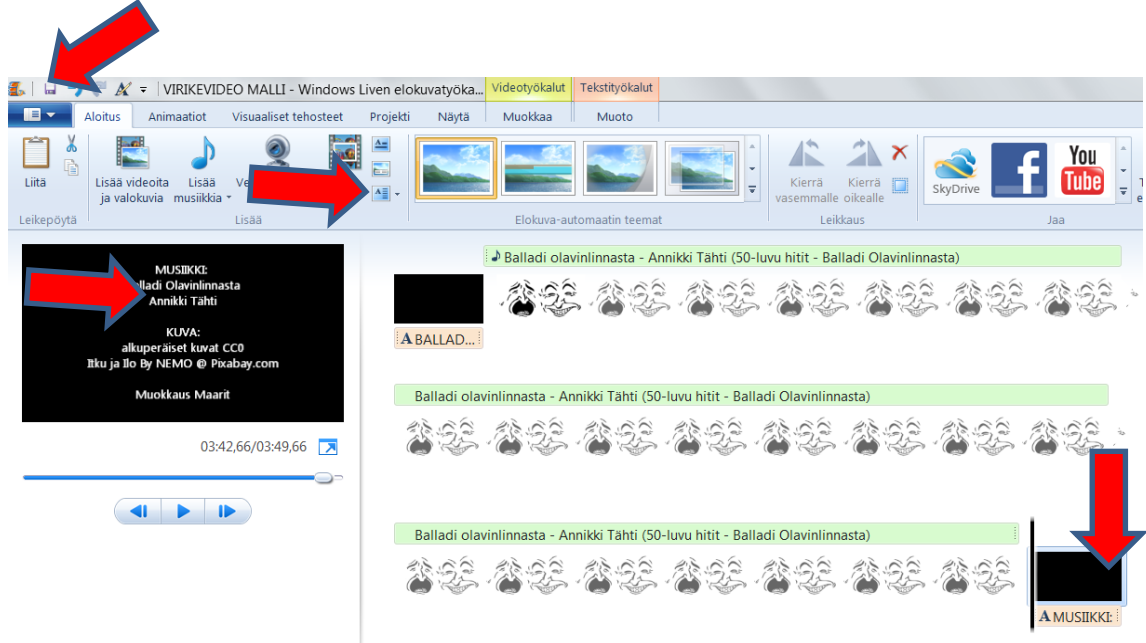 VIRIKEVIDEO MALLI - Windows Liven elokuvatyöka...
Videotyökalut
Tekstityökalut
Aloitus
Animaatiot
Visuaaliset tehosteet
Projekti
Näytä
Muokkaa
Muoto
Liitä
Lisää videoita
ja valokuvia
Lisää
musiikkia
Kierrä
vasemmalle
Kierrä
oikealle
SkyDrive
f
You
Tube
Leikepöytä
Lisää
Elokuva-automaatin teemat
Leikkaus
Jaa
MUSIIKKI:
Olavinlinnasta
Annikki Tähti
KUVA:
alkuperäiset kuvat CC0
Itku ja Ilo By NEMO @ Pixabay.com
Muokkaus Maarit
03:42,66/03:49,66
Balladi olavinlinnasta - Annikki Tähti (50-luvu hitit - Balladi Olavinlinnasta)
A BALLAD...
Balladi olavinlinnasta - Annikki Tähti (50-luvu hitit - Balladi Olavinlinnasta)
Balladi olavinlinnasta - Annikki Tähti (50-luvu hitit - Balladi Olavinlinnasta)
A MUSIIKKI: